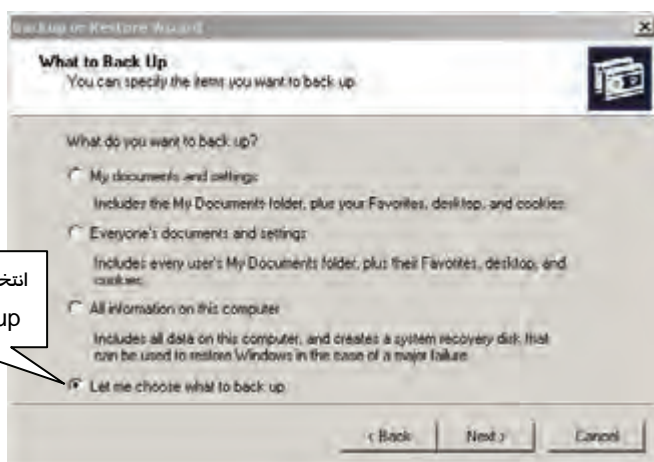 Backup or Restore Wizard
What to Back Up
You can specify the items you want to back up.
What do you want to back up?
My documents and settings
Includes the My Documents folder, plus your Favorites, desktop, and cookies.
Everyone's documents and settings
Includes every user's My Documents folder, plus their Favorites, desktop, and
cookies.
All information on this computer
Includes all data on this computer, and creates a system recovery disk that
can be used to restore Windows in the case of a major failure.
Let me choose what to back up
< Back
Next >
Cancel